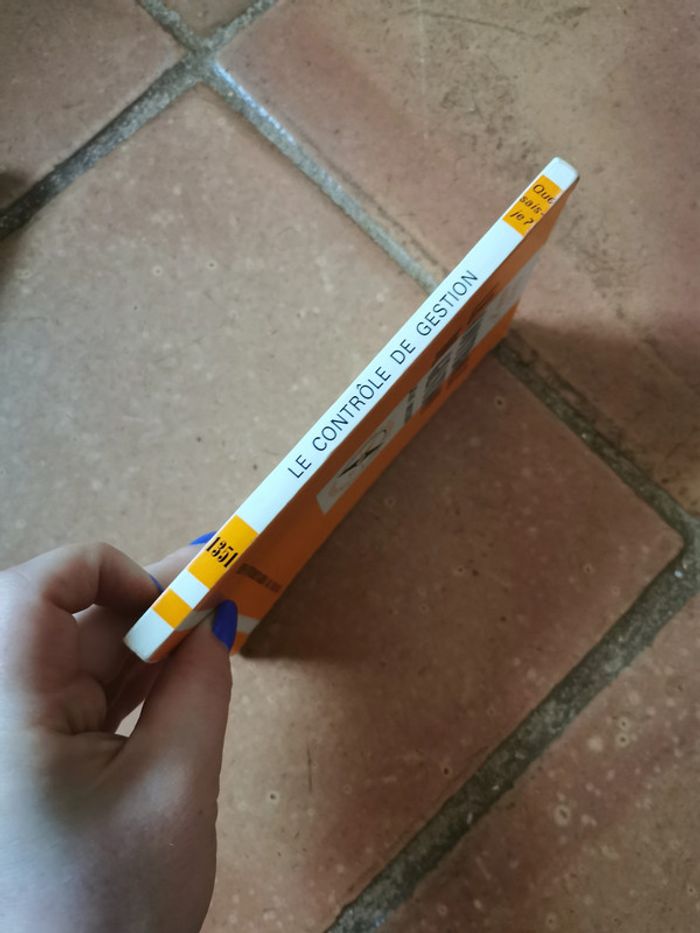 Que
sais-
je?
LE CONTRÔLE DE GESTION
1351